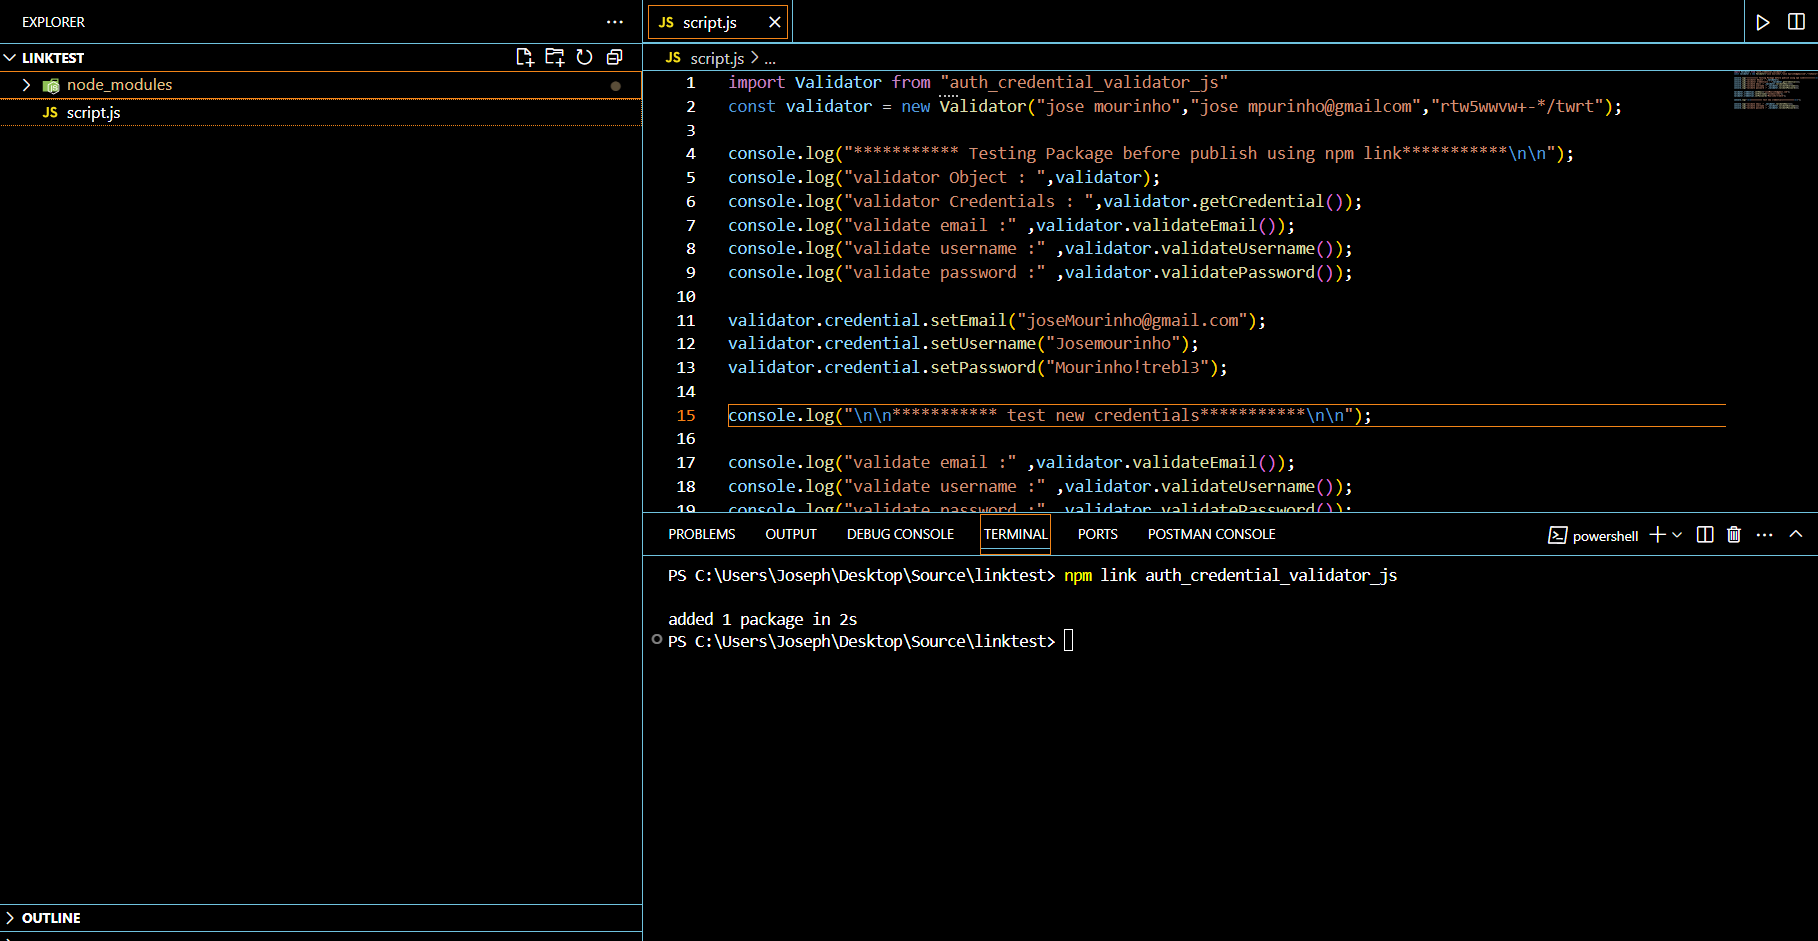 EXPLORER
LINKTEST
node_modules
JS script.js
OUTLINE
JS script.js
JS script.js > ...
1 import Validator from "auth_credential_validator_js"
2 const validator = new Validator("jose mourinho","jose mpurinho@gmailcom","rtw5wwvw+-*/twrt");
3
4 console.log("*********** Testing Package before publish using npm link***********\n\n");
5 console.log("validator Object : ",validator);
6 console.log("validator Credentials : ",validator.getCredential());
7 console.log("validate email :" ,validator.validateEmail());
8 console.log("validate username :" ,validator.validateUsername());
9 console.log("validate password :" ,validator.validatePassword());
10
11 validator.credential.setEmail("joseMourinho@gmail.com");
12 validator.credential.setUsername("Josemourinho");
13 validator.credential.setPassword("Mourinho!trebl3");
14
15 console.log("\n\n*********** test new credentials***********\n\n");
16
17 console.log("validate email :" ,validator.validateEmail());
18 console.log("validate username :" ,validator.validateUsername());
19 console.log("validate password :" ,validator.validatePassword());
PROBLEMS OUTPUT DEBUG CONSOLE TERMINAL PORTS POSTMAN CONSOLE powershell
PS C:\Users\Joseph\Desktop\Source\linktest> npm link auth_credential_validator_js
added 1 package in 2s
PS C:\Users\Joseph\Desktop\Source\linktest>